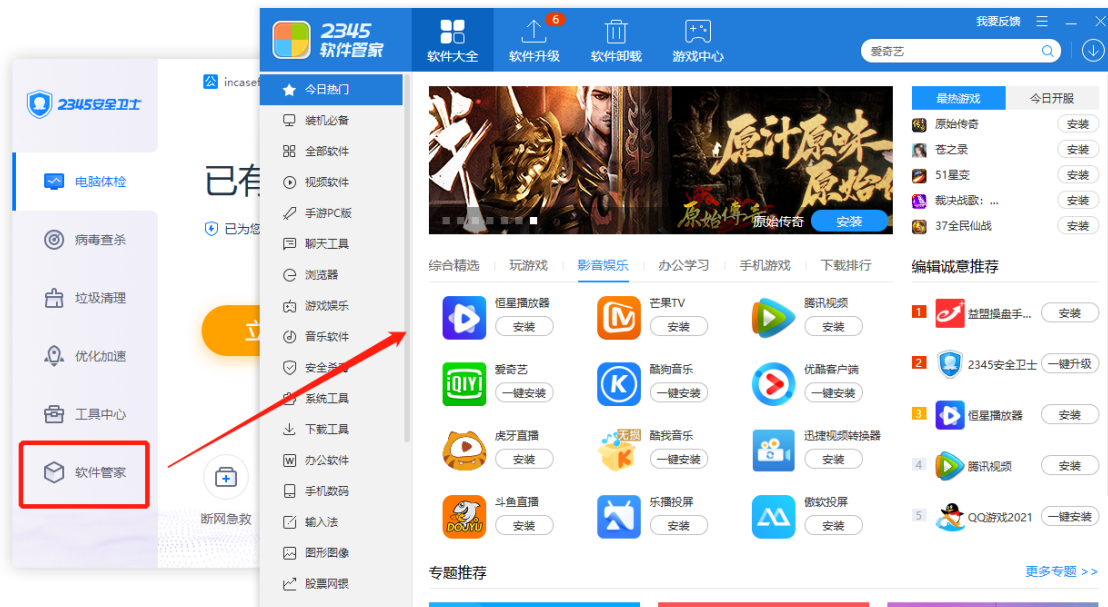 incasef
2345安全卫士
已有
电脑体检
已为您
病毒查杀
垃圾清理
立
优化加速
工具中心
软件管家
断网急救
2345
软件管家
软件大全
6
软件升级
软件卸载
游戏中心
我要反馈
爱奇艺
今日热门
装机必备
全部软件
视频软件
手游PC版
聊天工具
浏览器
游戏娱乐
音乐软件
安全杀毒
系统工具
下载工具
办公软件
手机数码
输入法
图形图像
股票网银
原汁原味
原始传奇
安装
综合精选
玩游戏
影音娱乐
办公学习
手机游戏
下载排行
恒星播放器
安装
芒果TV
安装
腾讯视频
安装
iQIYI
爱奇艺
一键安装
K
酷狗音乐
一键安装
优酷客户端
一键安装
虎牙直播
安装
无损
K
酷我音乐
一键安装
迅捷视频转换器
安装
DOUYU
斗鱼直播
安装
乐播投屏
安装
傲软投屏
安装
专题推荐
更多专题 >>
最热游戏
今日开服
原始传奇
安装
苍之录
安装
51星变
安装
裁决战歌：...
安装
37全民仙战
安装
编辑诚意推荐
1
益盟操盘手...
安装
2
2345安全卫士
一键升级
3
恒星播放器
安装
4
腾讯视频
安装
5
QQ游戏2021
一键安装